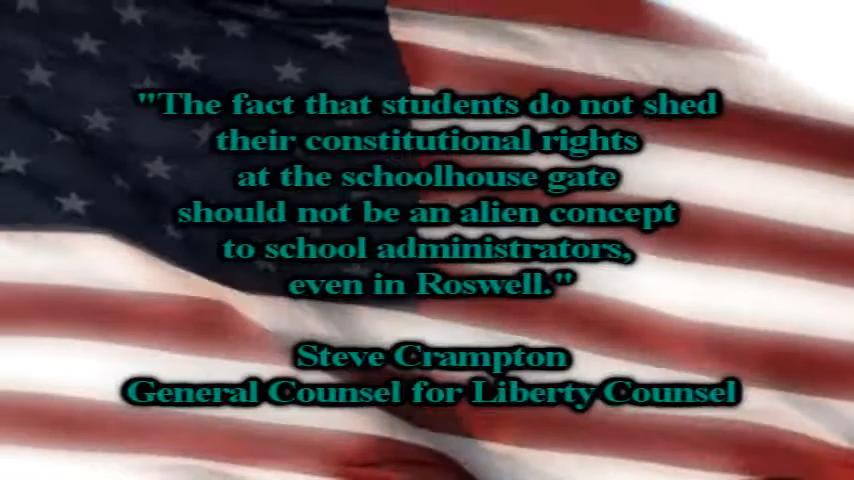 "The fact that students do not shed
their constitutional rights
at the schoolhouse gate
should not be an alien concept
to school administrators,
even in Roswell."
Steve Crampton
General Counsel for Liberty Counsel